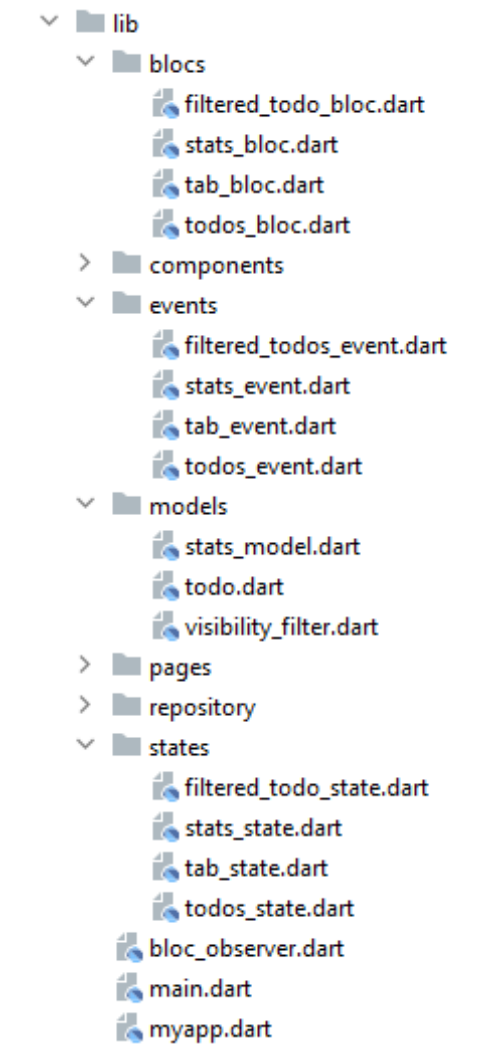 lib
blocs
filtered_todo_bloc.dart
stats_bloc.dart
tab_bloc.dart
todos_bloc.dart
components
events
filtered_todos_event.dart
stats_event.dart
tab_event.dart
todos_event.dart
models
stats_model.dart
todo.dart
visibility_filter.dart
pages
repository
states
filtered_todo_state.dart
stats_state.dart
tab_state.dart
todos_state.dart
bloc_observer.dart
main.dart
myapp.dart